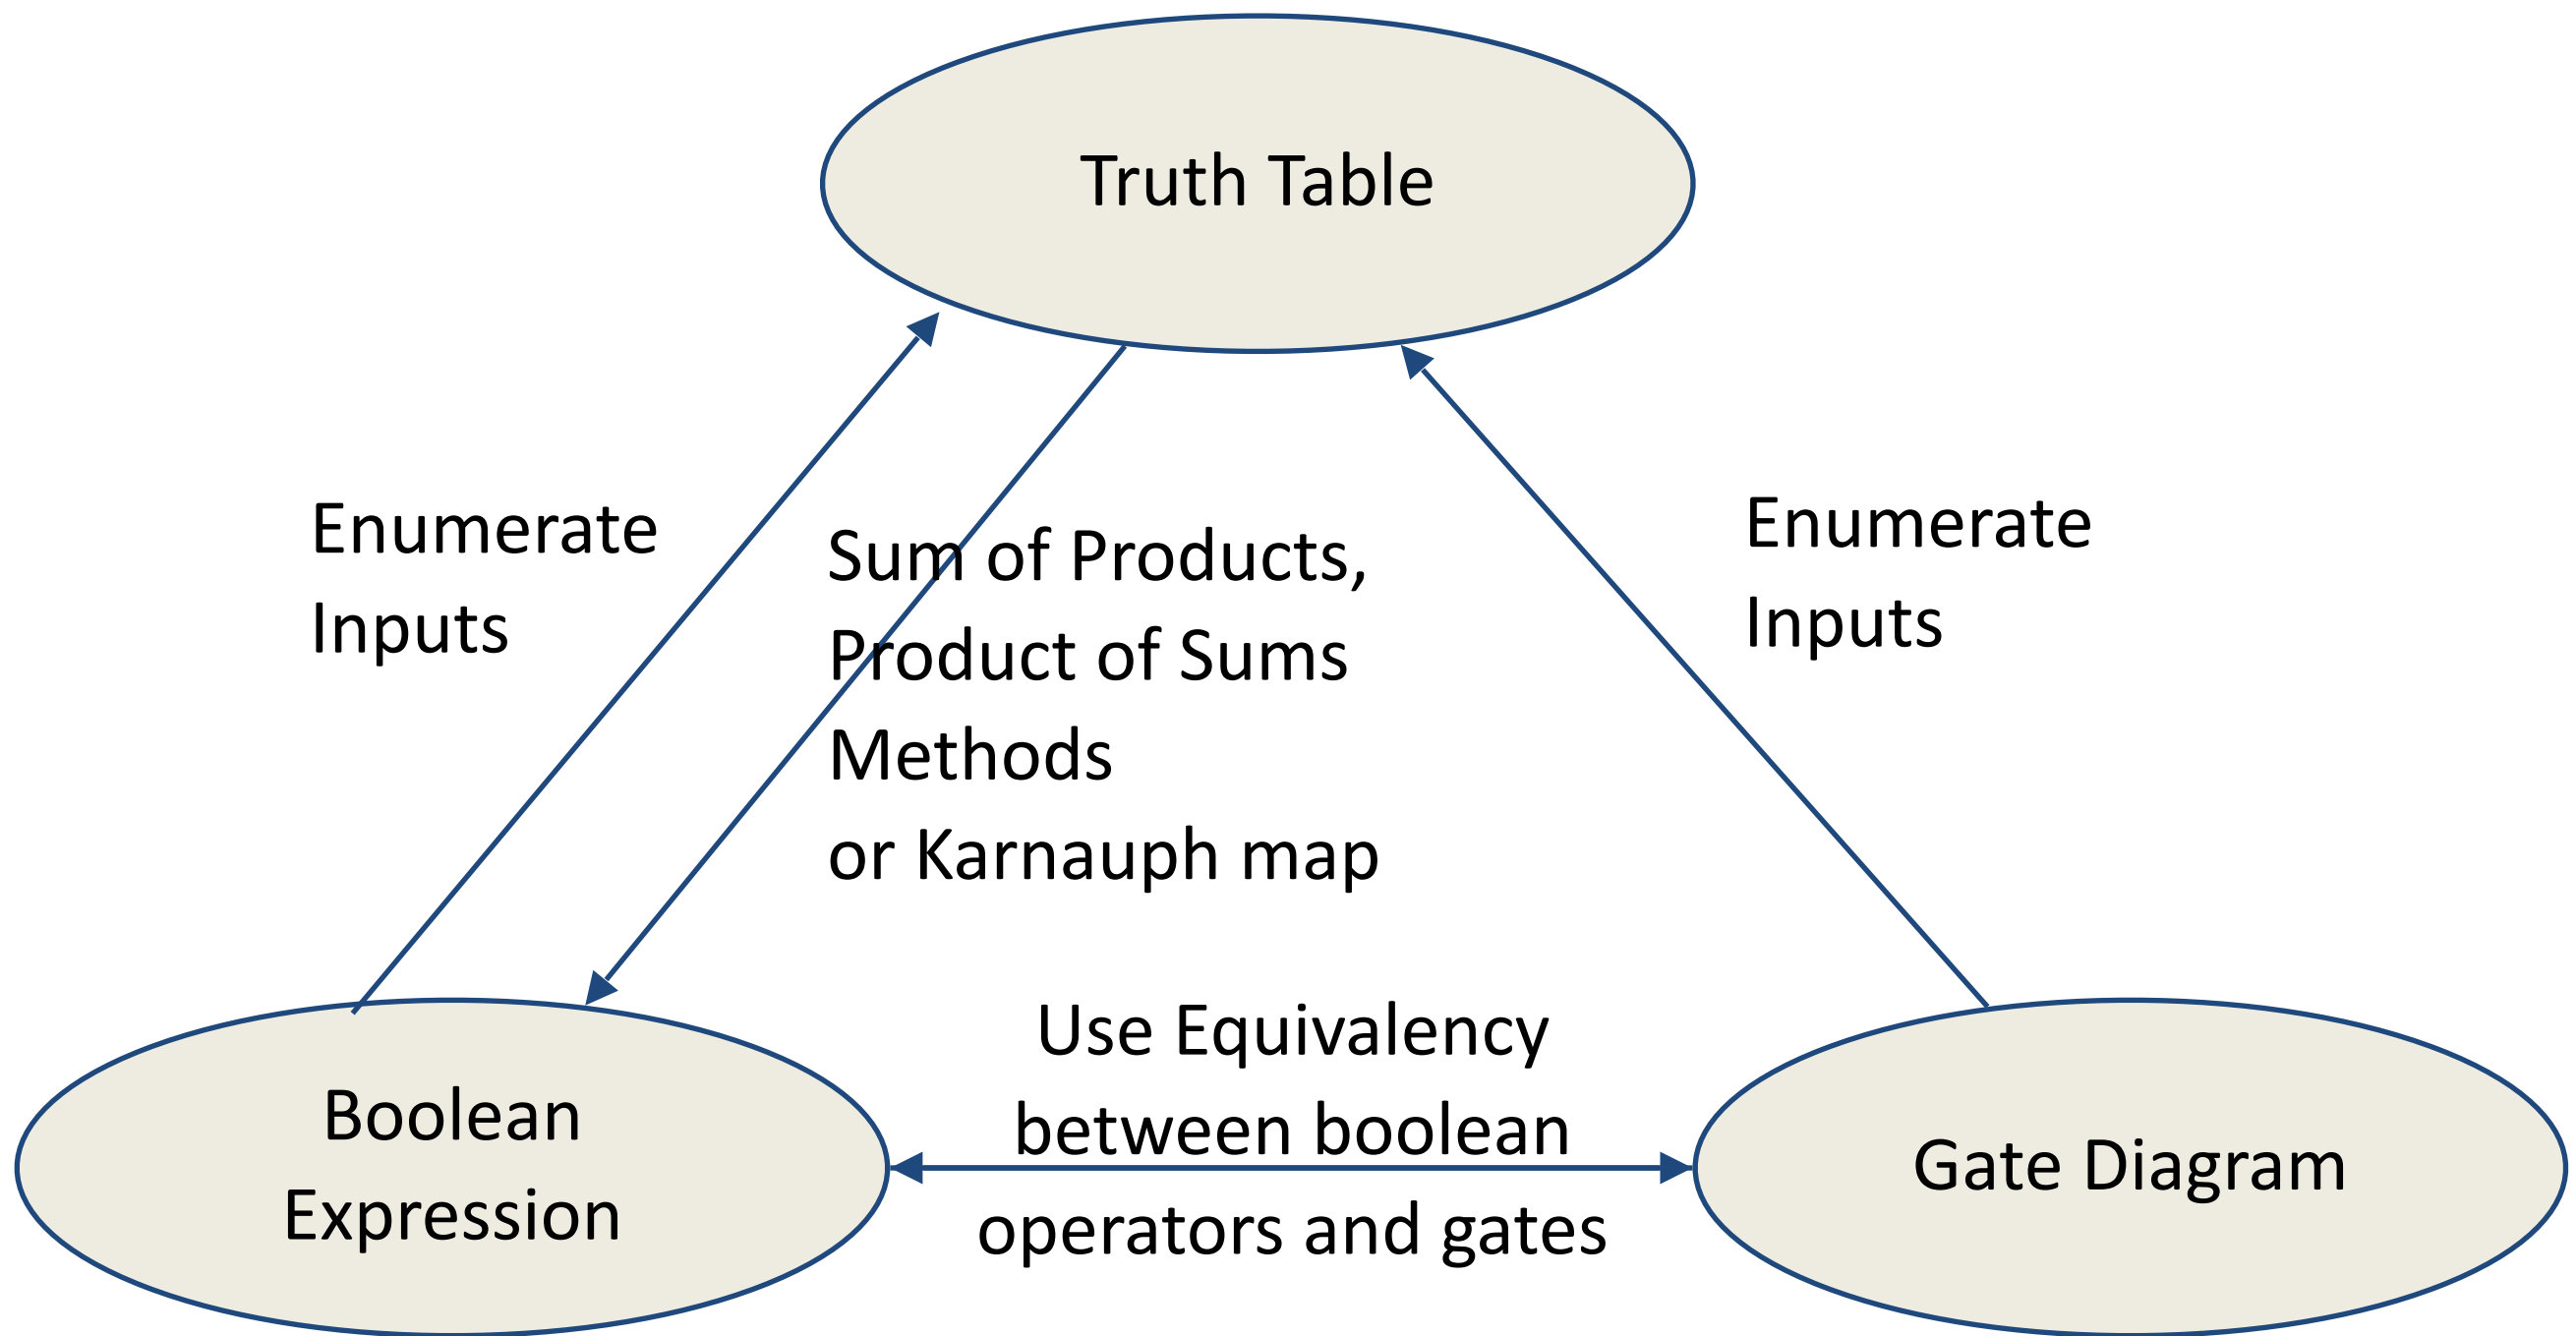 Truth Table
Enumerate
Inputs
Sum of Products,
Product of Sums
Methods
or Karnauph map
Enumerate
Inputs
Use Equivalency
between boolean
operators and gates
Boolean
Expression
Gate Diagram